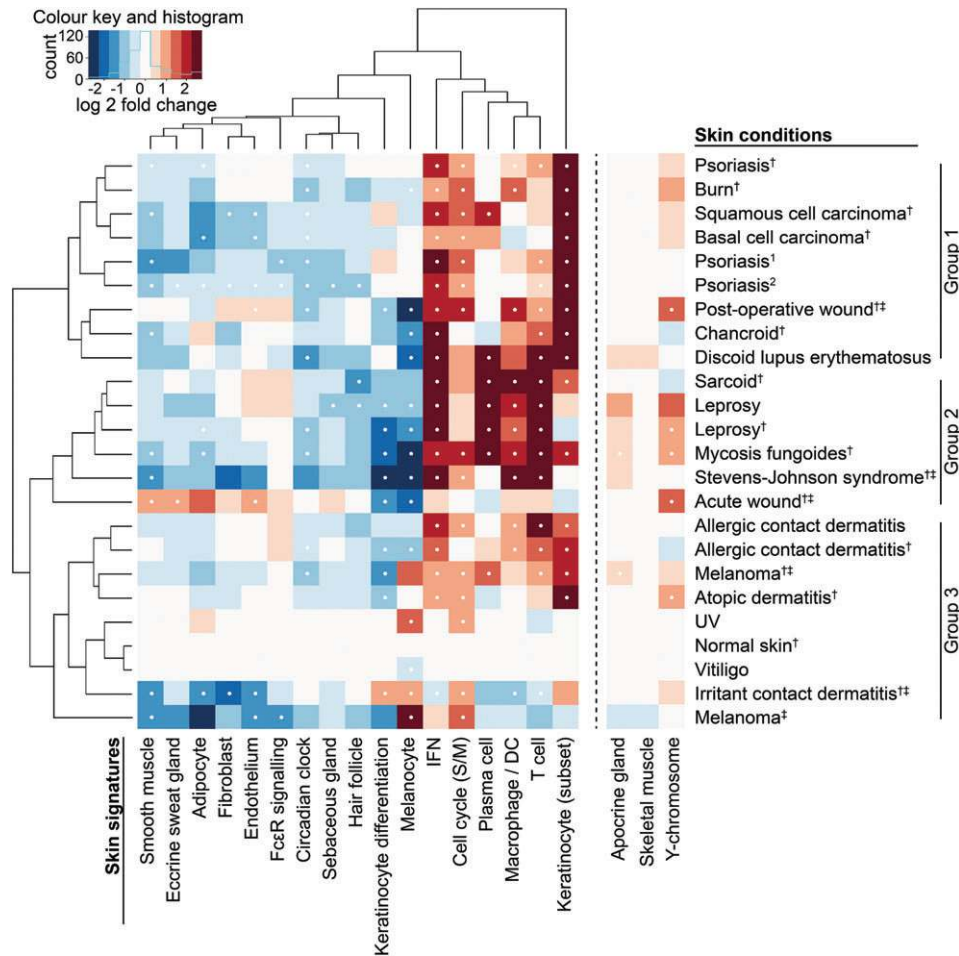 Colour key and histogram
count
120
60
0
-2 -1 0 1 2
log 2 fold change
Skin conditions
Psoriasis†
Burn†
Squamous cell carcinoma†
Basal cell carcinoma†
Psoriasis¹
Psoriasis²
Post-operative wound†‡
Chancroid†
Discoid lupus erythematosus
Group 1
Sarcoid†
Leprosy
Leprosy†
Mycosis fungoides†
Stevens-Johnson syndrome†‡
Acute wound†‡
Group 2
Allergic contact dermatitis
Allergic contact dermatitis†
Melanoma†‡
Atopic dermatitis†
UV
Normal skin†
Vitiligo
Irritant contact dermatitis†‡
Melanoma‡
Group 3
Skin signatures
Smooth muscle
Eccrine sweat gland
Adipocyte
Fibroblast
Endothelium
FcεR signalling
Circadian clock
Sebaceous gland
Hair follicle
Keratinocyte differentiation
Melanocyte
IFN
Cell cycle (S/M)
Plasma cell
Macrophage / DC
T cell
Keratinocyte (subset)
Apocrine gland
Skeletal muscle
Y-chromosome